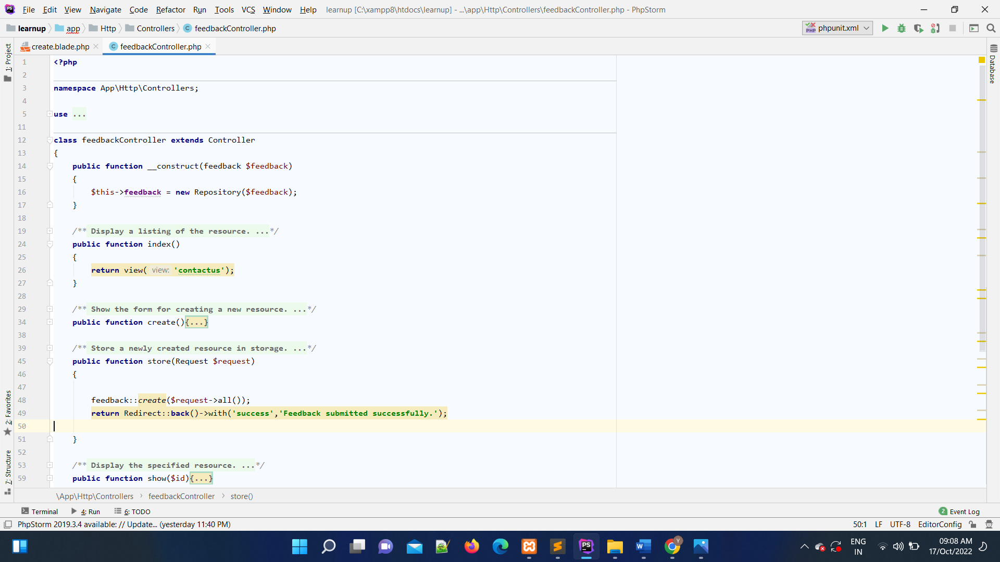 PS File Edit View Navigate Code Refactor Run Tools VCS Window Help learnup [C:\xampp8\htdocs\learnup] - ...\app\Http\Controllers\feedbackController.php - PhpStorm
learnup app Http Controllers C feedbackController.php PHP phpunit.xml
create.blade.php C feedbackController.php
1: Project
Database
1 <?php
2
3 namespace App\Http\Controllers;
4
5 use ...
11
12 class feedbackController extends Controller
13 {
14 public function __construct(feedback $feedback)
15 {
16 $this->feedback = new Repository($feedback);
17 }
18
19 /** Display a listing of the resource. ...*/
24 public function index()
25 {
26 return view( view: 'contactus');
27 }
28
29 /** Show the form for creating a new resource. ...*/
34 public function create(){...}
38
39 /** Store a newly created resource in storage. ...*/
45 public function store(Request $request)
46 {
47
48 feedback::create($request->all());
49 return Redirect::back()->with('success','Feedback submitted successfully.');
50
51 }
52
53 /** Display the specified resource. ...*/
59 public function show($id){...}
2: Favorites
7: Structure
\App\Http\Controllers › feedbackController › store()
Terminal 4: Run 6: TODO 2 Event Log
PhpStorm 2019.3.4 available: // Update... (yesterday 11:40 PM) 50:1 LF UTF-8 EditorConfig
PS W Y ENG
IN
09:08 AM
17/Oct/2022